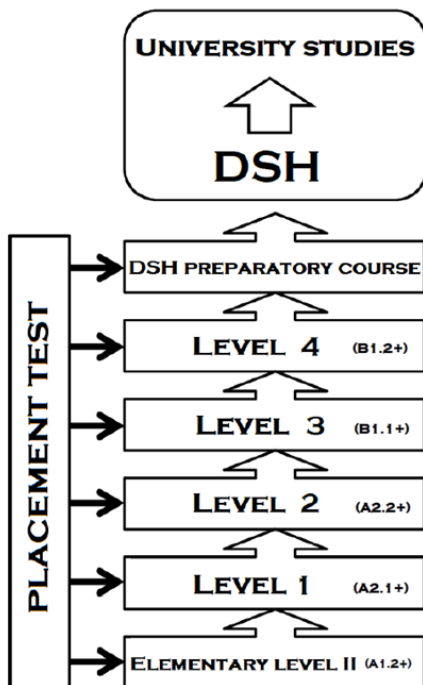 UNIVERSITY STUDIES
DSH
PLACEMENT TEST
DSH PREPARATORY COURSE
LEVEL 4 (B1.2+)
LEVEL 3 (B1.1+)
LEVEL 2 (A2.2+)
LEVEL 1 (A2.1+)
ELEMENTARY LEVEL II (A1.2+)